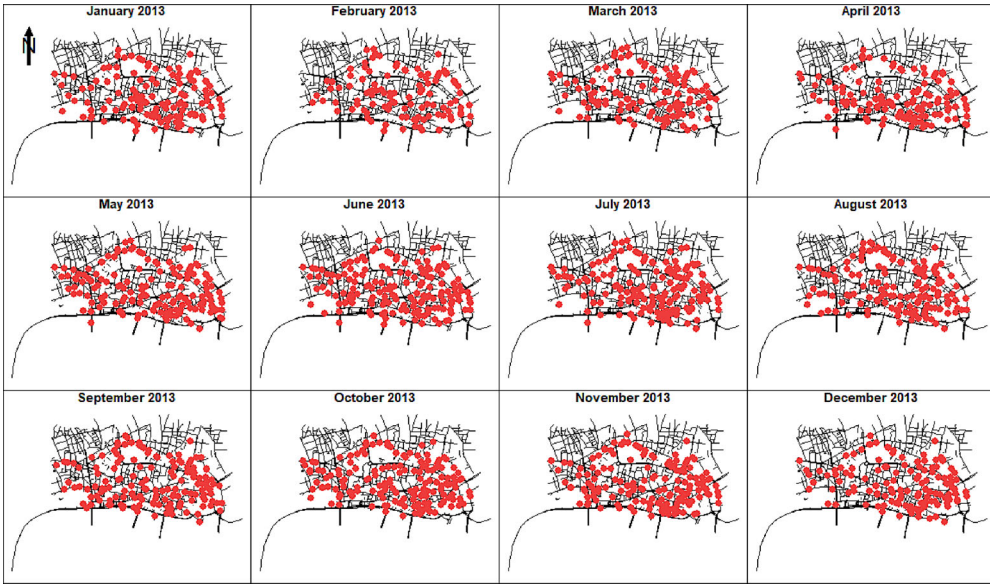 January 2013
February 2013
March 2013
April 2013
N
May 2013
June 2013
July 2013
August 2013
September 2013
October 2013
November 2013
December 2013